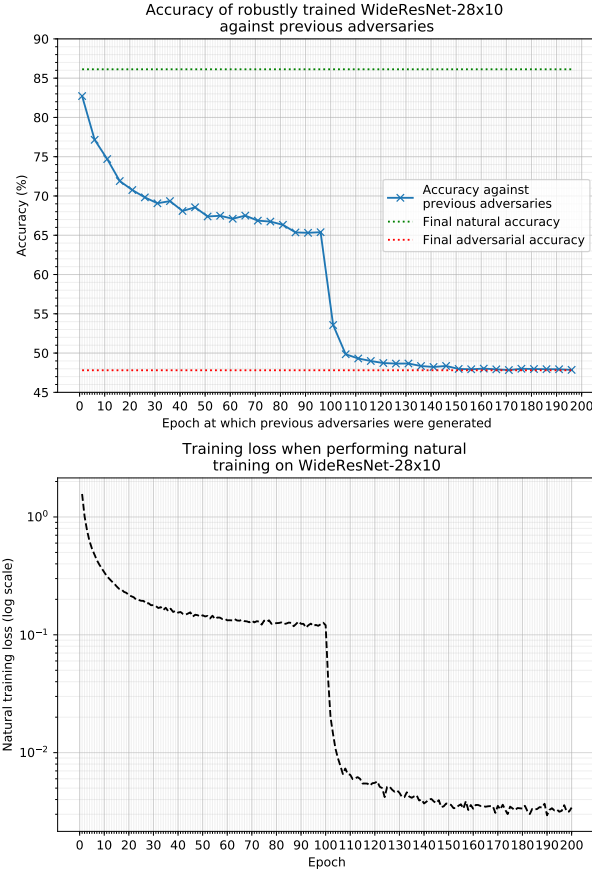 Accuracy of robustly trained WideResNet-28x10
against previous adversaries
90
85
80
75
70
65
60
55
50
45
Accuracy (%)
Accuracy against
previous adversaries
Final natural accuracy
Final adversarial accuracy
0 10 20 30 40 50 60 70 80 90 100 110 120 130 140 150 160 170 180 190 200
Epoch at which previous adversaries were generated
Training loss when performing natural
training on WideResNet-28x10
10⁰
10⁻¹
10⁻²
Natural training loss (log scale)
0 10 20 30 40 50 60 70 80 90 100 110 120 130 140 150 160 170 180 190 200
Epoch